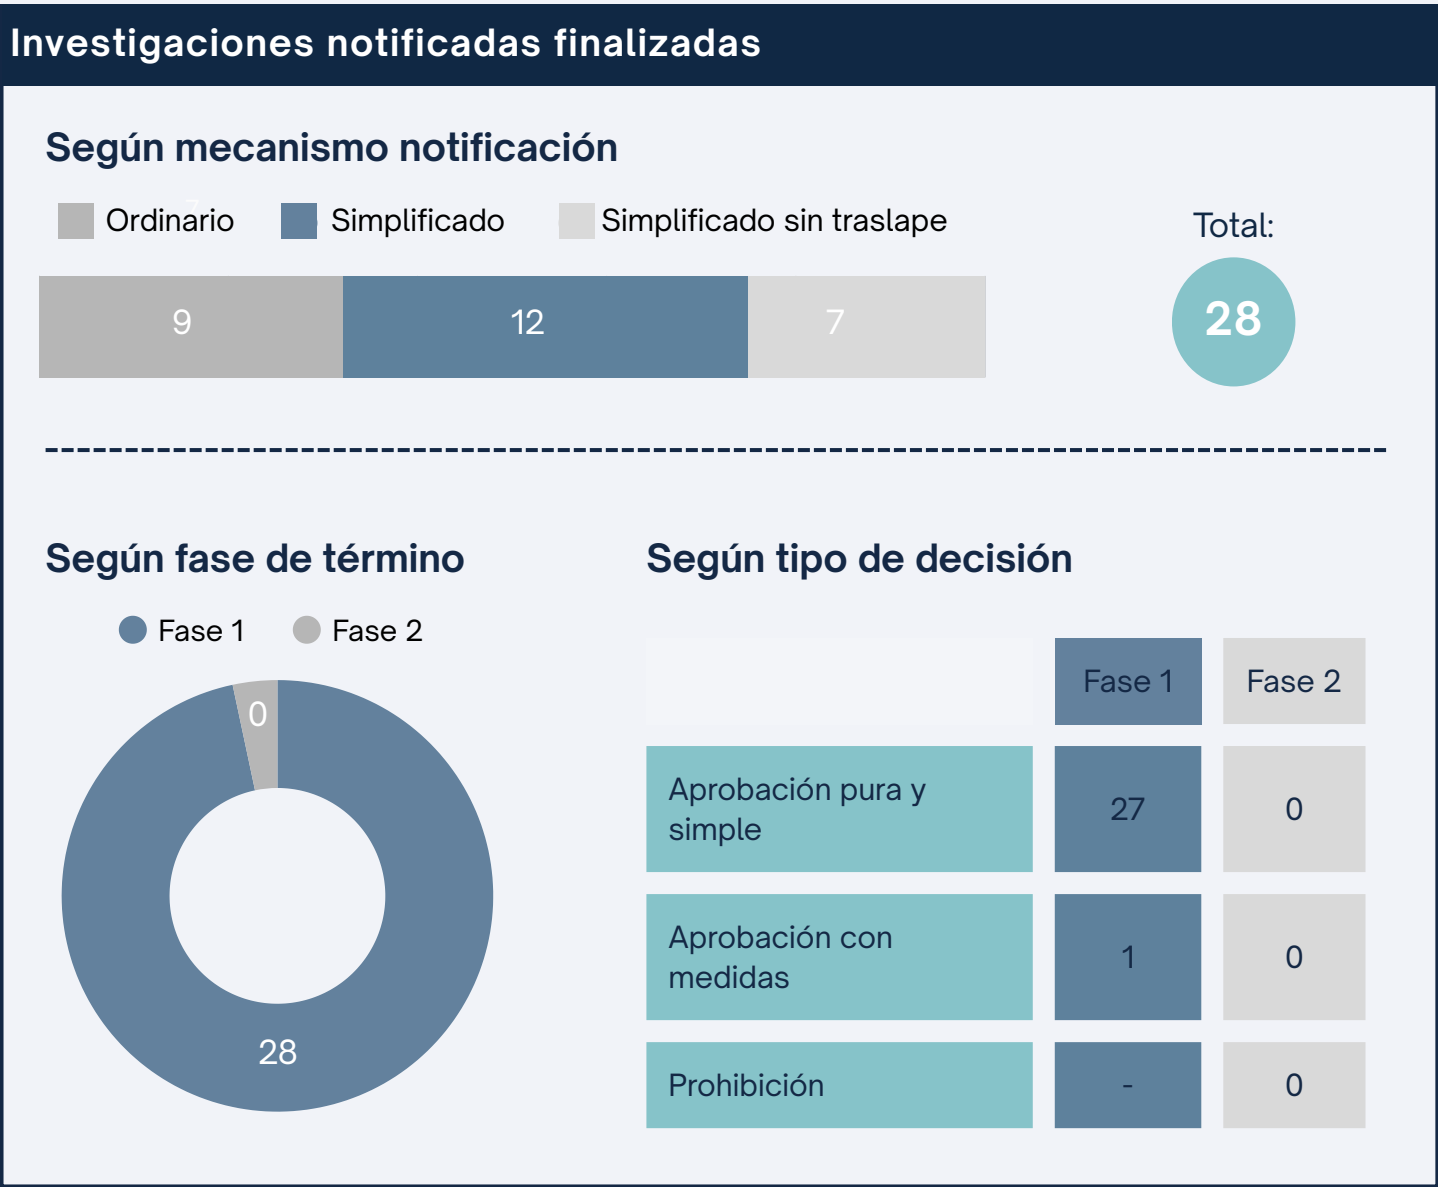 Investigaciones notificadas finalizadas
Según mecanismo notificación
Ordinario Simplificado Simplificado sin traslape
Total:
9 12 7
28
Según fase de término
Fase 1 Fase 2
0
28
Según tipo de decisión
Fase 1 Fase 2
Aprobación pura y
simple
27 0
Aprobación con
medidas
1 0
Prohibición - 0